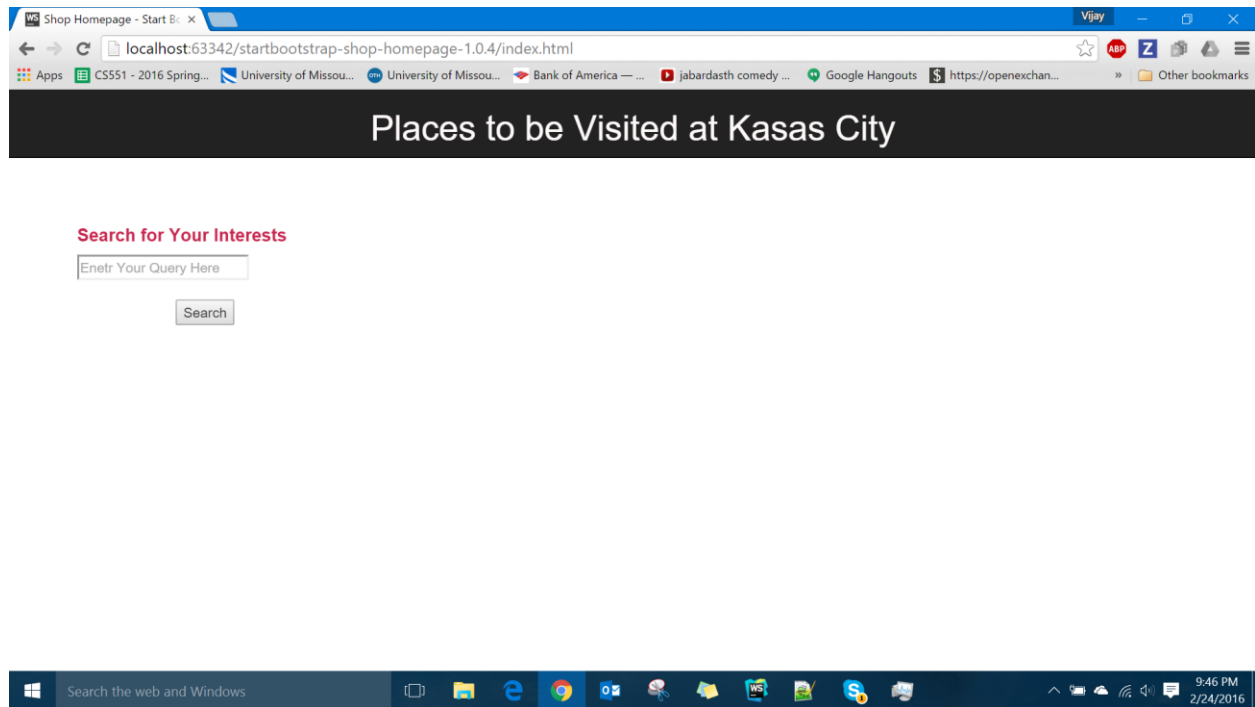 Shop Homepage - Start Bo
Vijay
localhost:63342/startbootstrap-shop-homepage-1.0.4/index.html
ABP
Z
Apps
CS551 - 2016 Spring...
University of Missou...
University of Missou...
Bank of America — ...
jabardasth comedy ...
Google Hangouts
https://openexchan...
»
Other bookmarks
Places to be Visited at Kasas City
Search for Your Interests
Enetr Your Query Here
Search
Search the web and Windows
9:46 PM
2/24/2016